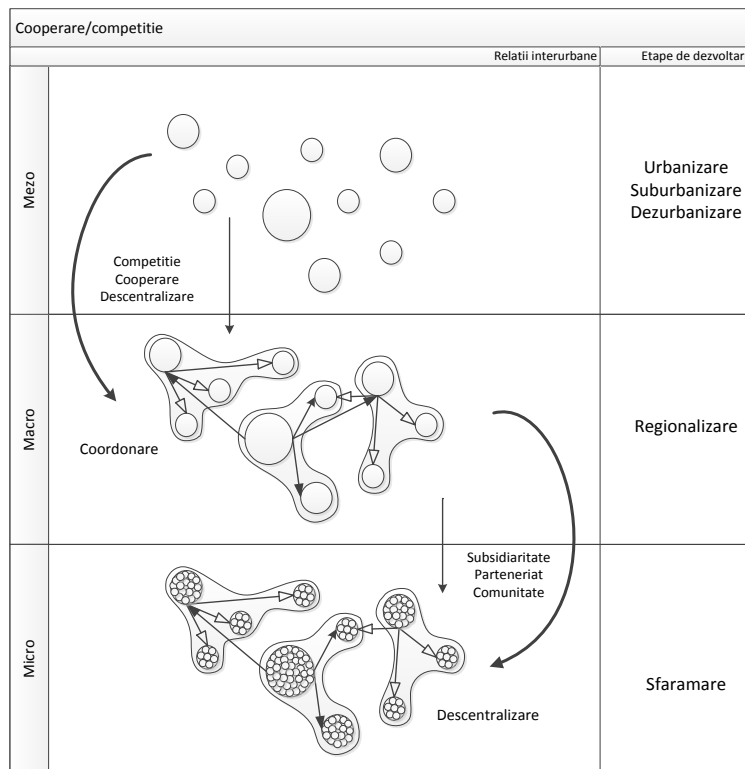 Cooperare/competitie
Relatii interurbane
Etape de dezvoltar
Mezo
Urbanizare
Suburbanizare
Dezurbanizare
Competitie
Cooperare
Descentralizare
Macro
Coordonare
Regionalizare
Subsidiaritate
Parteneriat
Comunitate
Micro
Descentralizare
Sfaramare